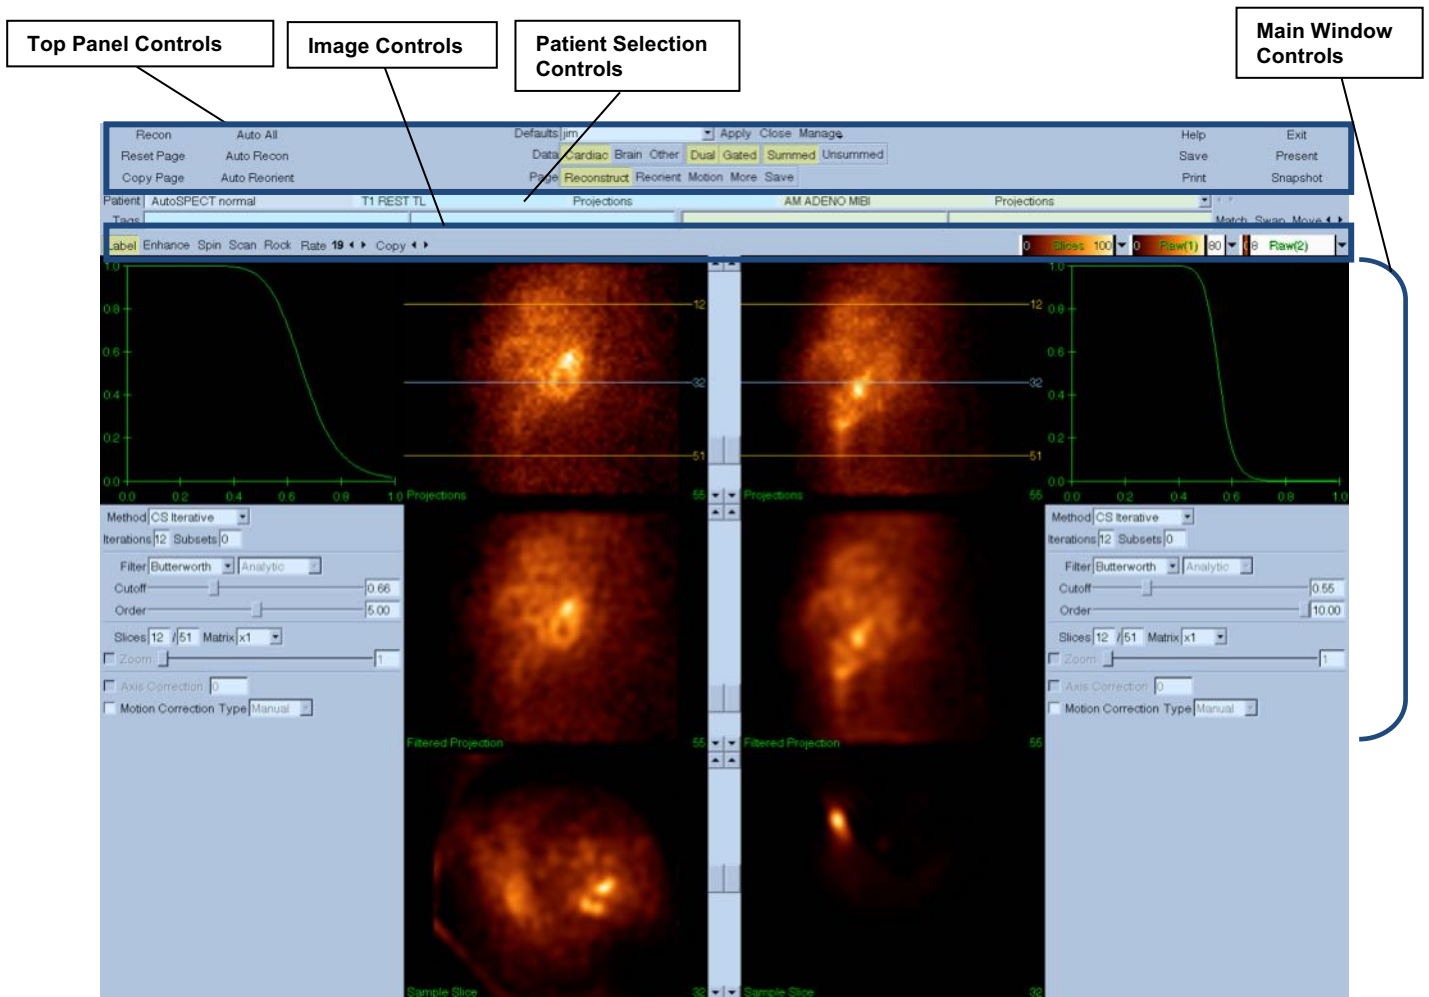 Top Panel Controls
Image Controls
Patient Selection
Controls
Main Window
Controls
Recon Auto All Defaults jim Apply Close Manage Help Exit
Reset Page Auto Recon Data Cardiac Brain Other Dual Gated Summed Unsummed Save Present
Copy Page Auto Reorient Page Reconstruct Reorient Motion More Save Print Snapshot
Patient AutoSPECT normal T1 REST TL Projections AM ADENO MIBI Projections
Tags Match Swap Move
Label Enhance Spin Scan Rock Rate 19 Copy 0 Slices 100 0 Raw(1) 80 8 Raw(2)
1.0 1.0
12 12
0.8 0.8
0.6 0.6
32 32
0.4 0.4
0.2 0.2
51 51
0.0 0.0
0.0 0.2 0.4 0.6 0.8 1.0 Projections 55 Projections 55 0.0 0.2 0.4 0.6 0.8 1.0
Method CS Iterative Method CS Iterative
Iterations 12 Subsets 0 Iterations 12 Subsets 0
Filter Butterworth Analytic Filter Butterworth Analytic
Cutoff 0.66 Cutoff 0.55
Order 5.00 Order 10.00
Slices 12 / 51 Matrix x1 Slices 12 / 51 Matrix x1
Zoom 1 Zoom 1
Axis Correction 0 Axis Correction 0
Motion Correction Type Manual Motion Correction Type Manual
Filtered Projection 55 Filtered Projection 55
Sample Slice 32 Sample Slice 32